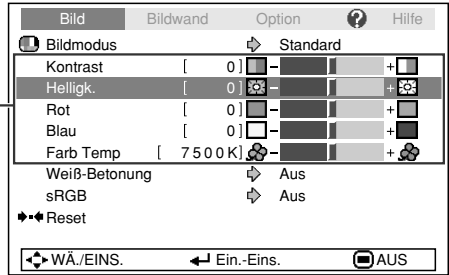 Bild Bildwand Option ? Hilfe
Bildmodus Standard
Kontrast [ 0] - +
Helligk. [ 0] - +
Rot [ 0] - +
Blau [ 0] - +
Farb Temp [ 7500K] - +
Weiß-Betonung Aus
sRGB Aus
Reset
WÄ./EINS. Ein.-Eins. AUS